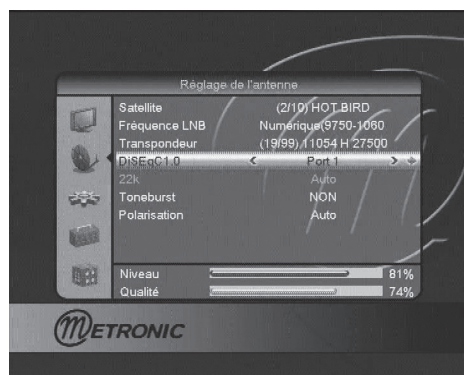 Réglage de l'antenne
Satellite (2/10) HOT BIRD
Fréquence LNB Numérique(9750-1060
Transpondeur (19/99) 11054 H 27500
DiSEqC1.0 < Port 1 >
22k Auto
Toneburst NON
Polarisation Auto
Niveau 81%
Qualité 74%
METRONIC